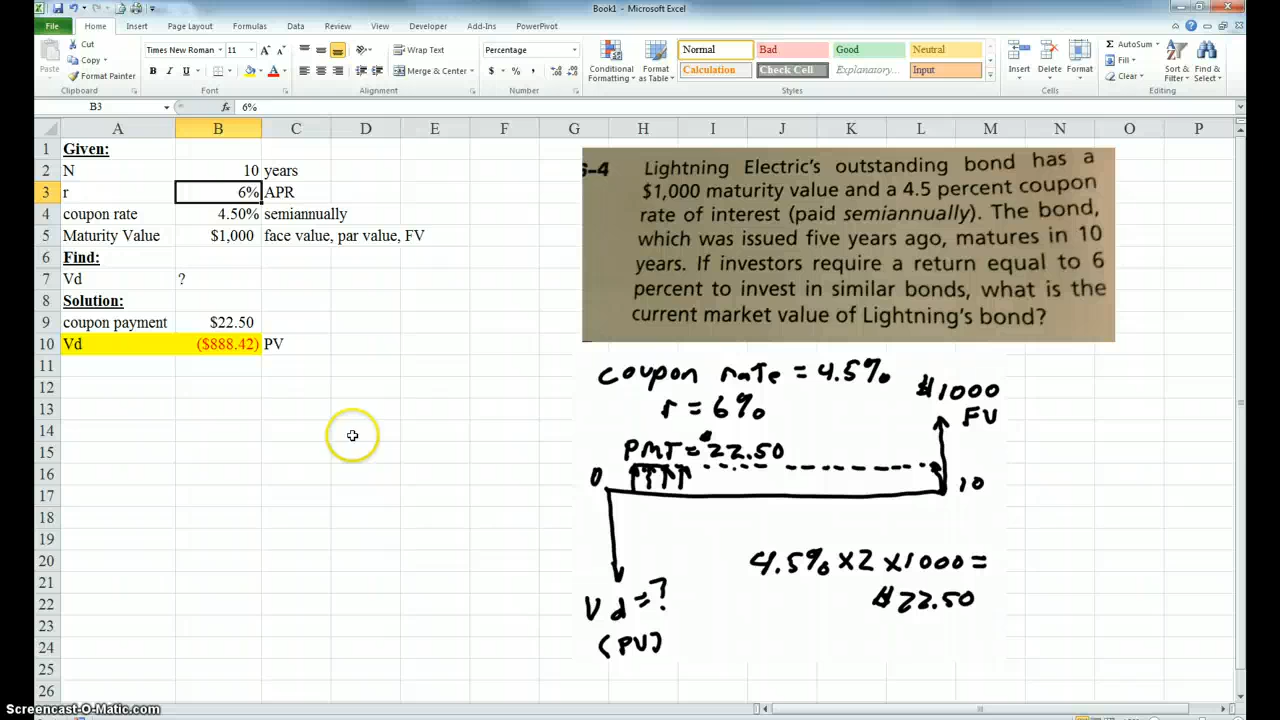 Book1 - Microsoft Excel
File Home Insert Page Layout Formulas Data Review View Developer Add-Ins PowerPivot
Paste
Cut
Copy
Format Painter
Clipboard
Times New Roman 11
B I U
Font
Wrap Text
Merge & Center
Alignment
Percentage
$ % ,
Number
Conditional Formatting
Format as Table
Normal Bad Good Neutral
Calculation Check Cell Explanatory... Input
Styles
Insert Delete Format
Cells
AutoSum
Fill
Clear
Sort & Filter
Find & Select
Editing
B3 fx 6%
A B C D E F G H I J K L M N O P
1 Given:
2 N 10 years
3 r 6% APR
4 coupon rate 4.50% semiannually
5 Maturity Value $1,000 face value, par value, FV
6 Find:
7 Vd ?
8 Solution:
9 coupon payment $22.50
10 Vd ($888.42) PV
11
12
13
14
15
16
17
18
19
20
21
22
23
24
25
26
-4 Lightning Electric's outstanding bond has a
$1,000 maturity value and a 4.5 percent coupon
rate of interest (paid semiannually). The bond,
which was issued five years ago, matures in 10
years. If investors require a return equal to 6
percent to invest in similar bonds, what is the
current market value of Lightning's bond?
coupon rate = 4.5%
r = 6%
$1000
FV
PMT = $22.50
0
10
4.5% x2 x1000 =
$22.50
Vd = ?
(PV)
Screencast-O-Matic.com